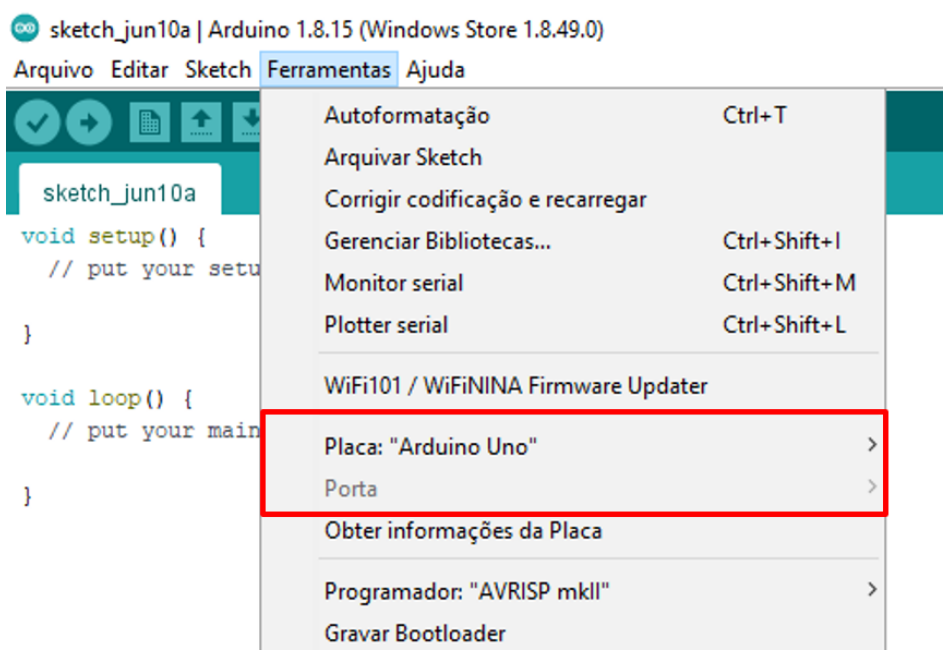 sketch_jun10a | Arduino 1.8.15 (Windows Store 1.8.49.0)
Arquivo Editar Sketch Ferramentas Ajuda
sketch_jun10a
void setup() {
// put your setu
}
void loop() {
// put your main
}
Autoformatação Ctrl+T
Arquivar Sketch
Corrigir codificação e recarregar
Gerenciar Bibliotecas... Ctrl+Shift+I
Monitor serial Ctrl+Shift+M
Plotter serial Ctrl+Shift+L
WiFi101 / WiFiNINA Firmware Updater
Placa: "Arduino Uno"
Porta
Obter informações da Placa
Programador: "AVRISP mkII"
Gravar Bootloader